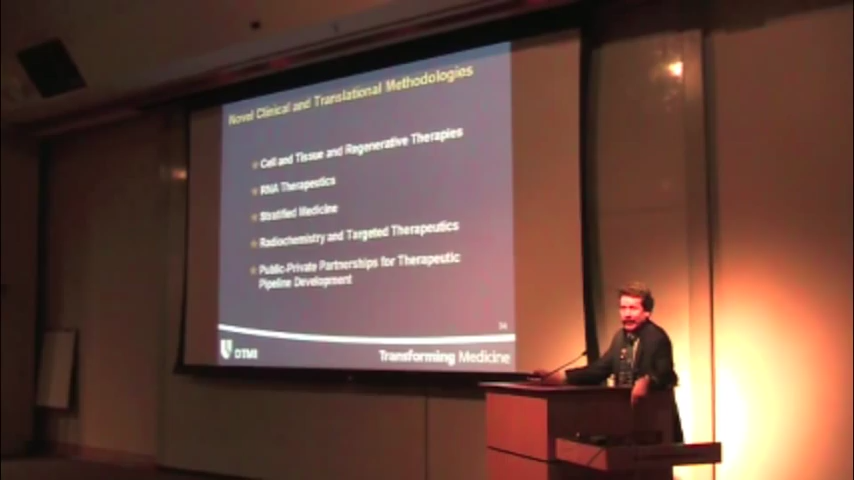 Novel Clinical and Translational Methodologies
Cell and Tissue and Regenerative Therapies
RNA Therapeutics
Stratified Medicine
Radiochemistry and Targeted Therapeutics
Public-Private Partnerships for Therapeutic
Pipeline Development
DTMI
Transforming Medicine